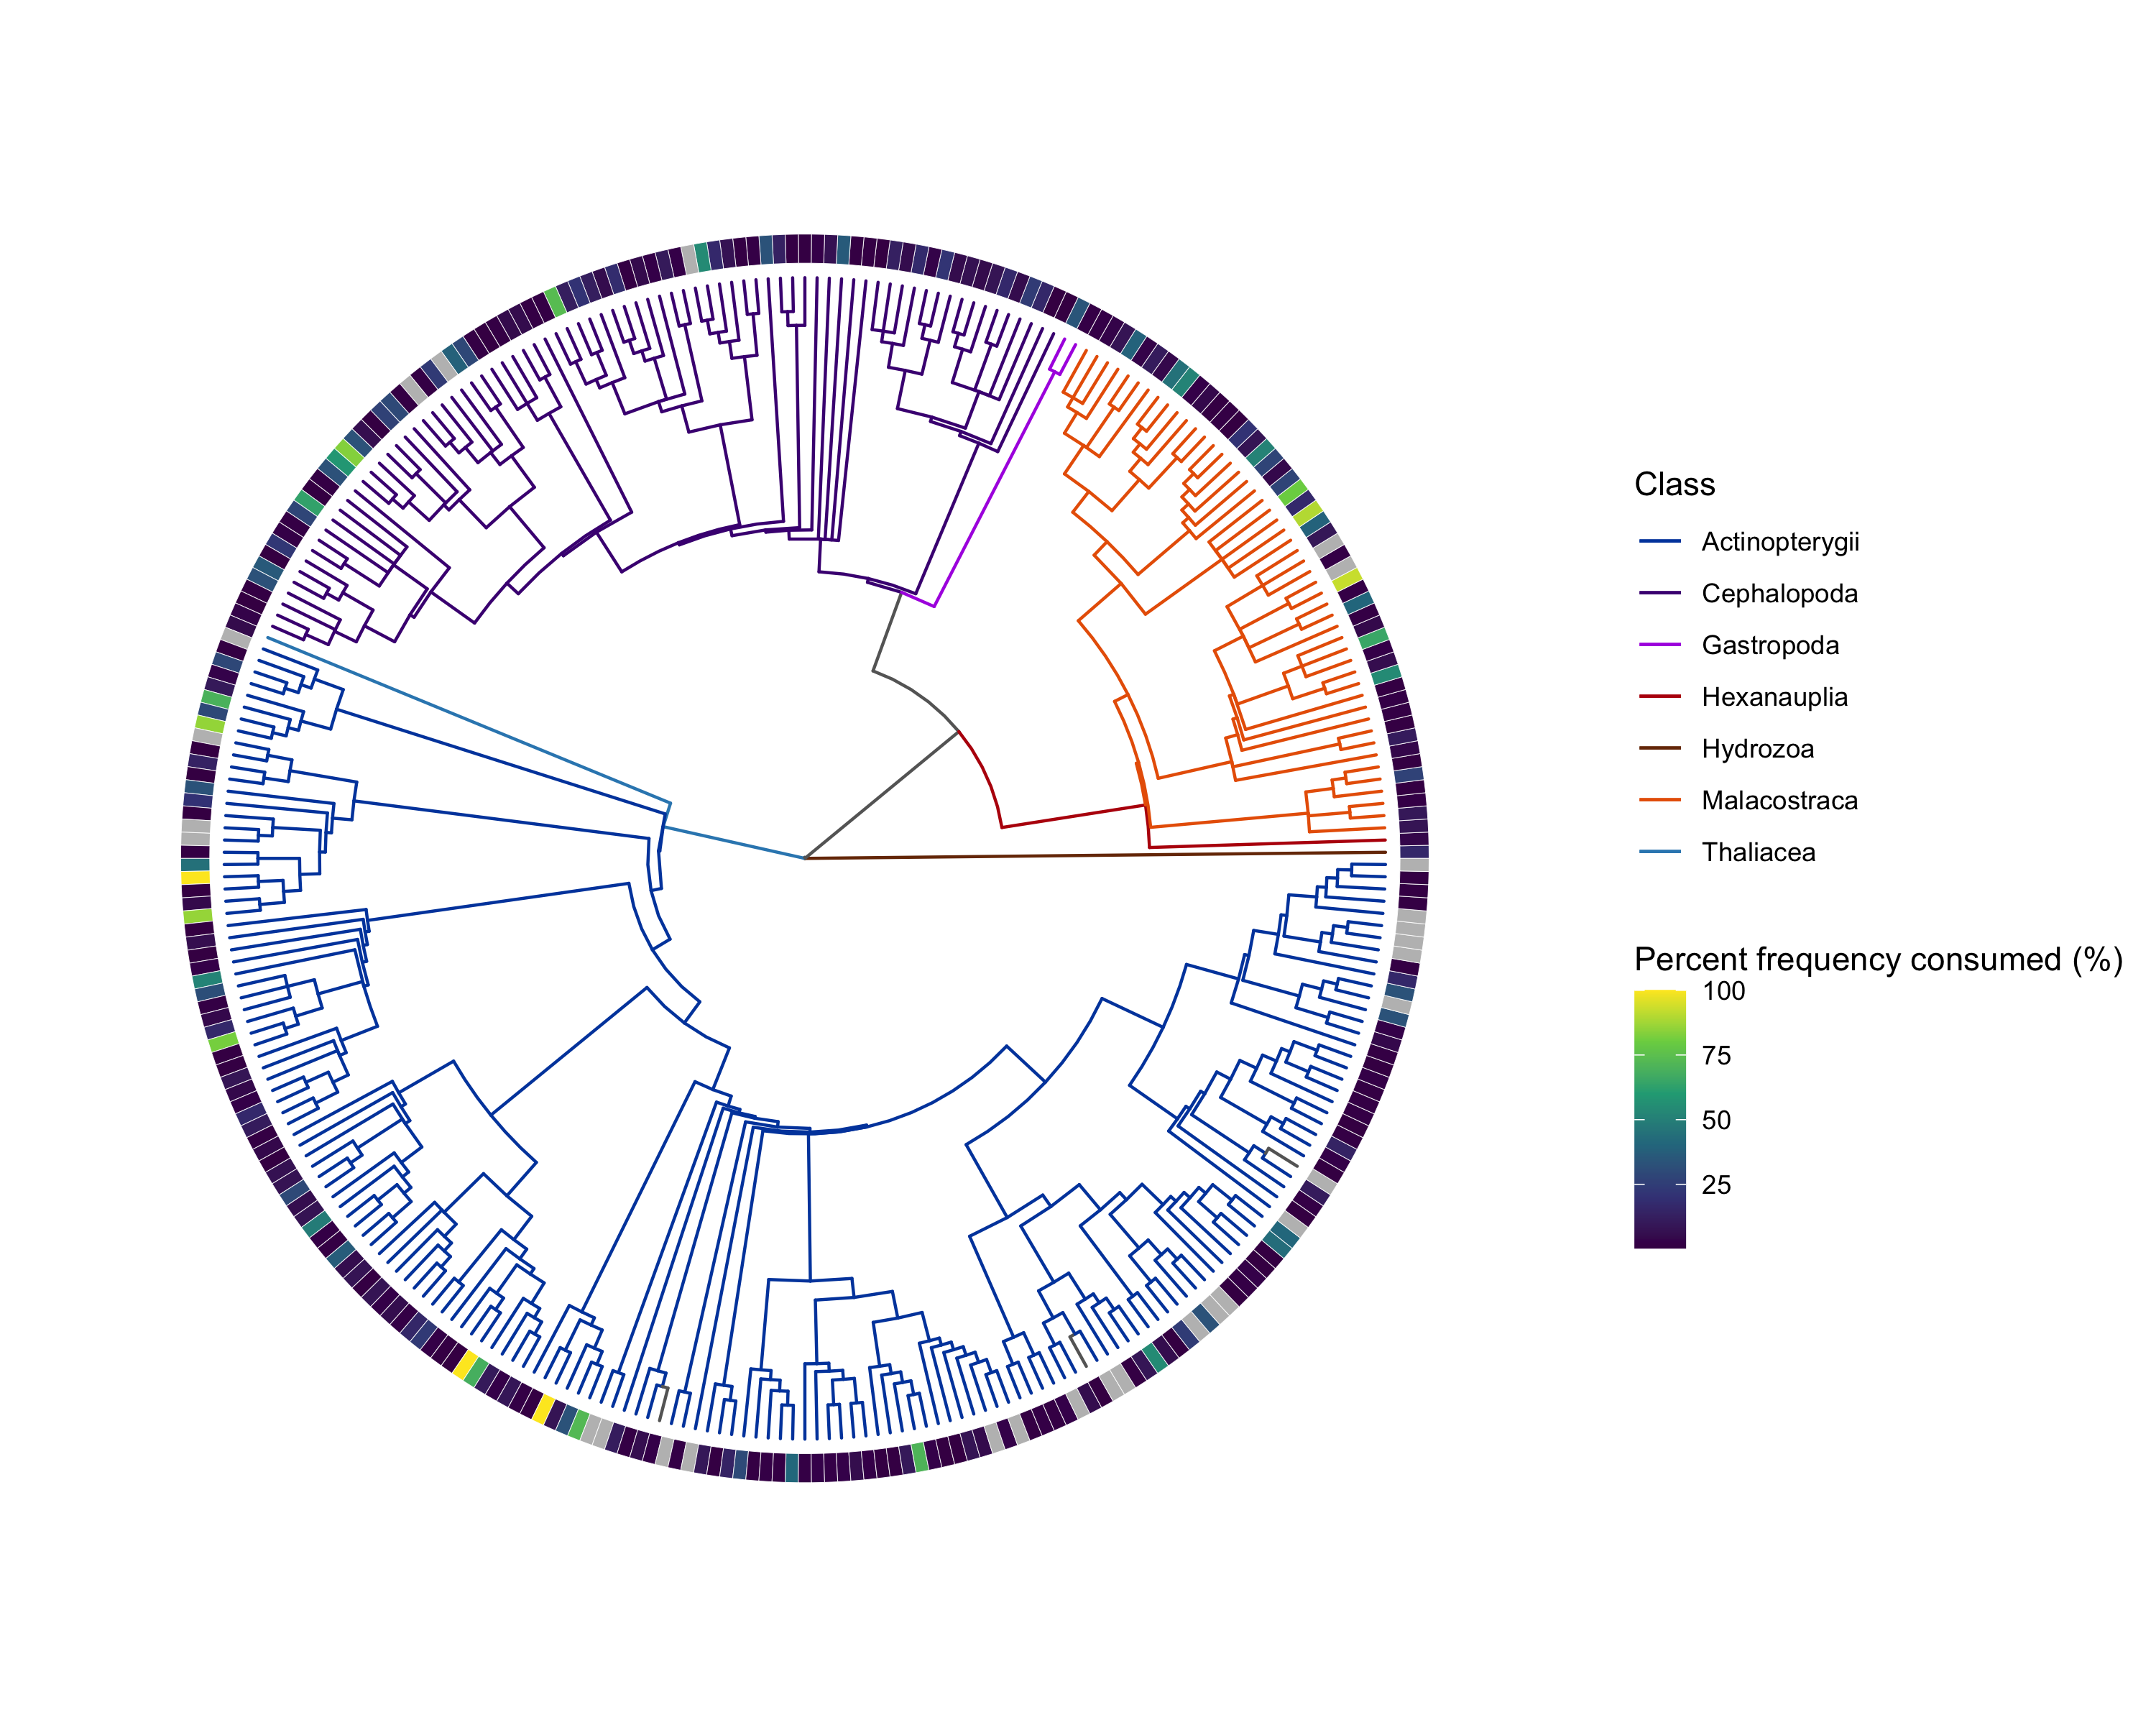 Class
Actinopterygii
Cephalopoda
Gastropoda
Hexanauplia
Hydrozoa
Malacostraca
Thaliacea
Percent frequency consumed (%)
100
75
50
25